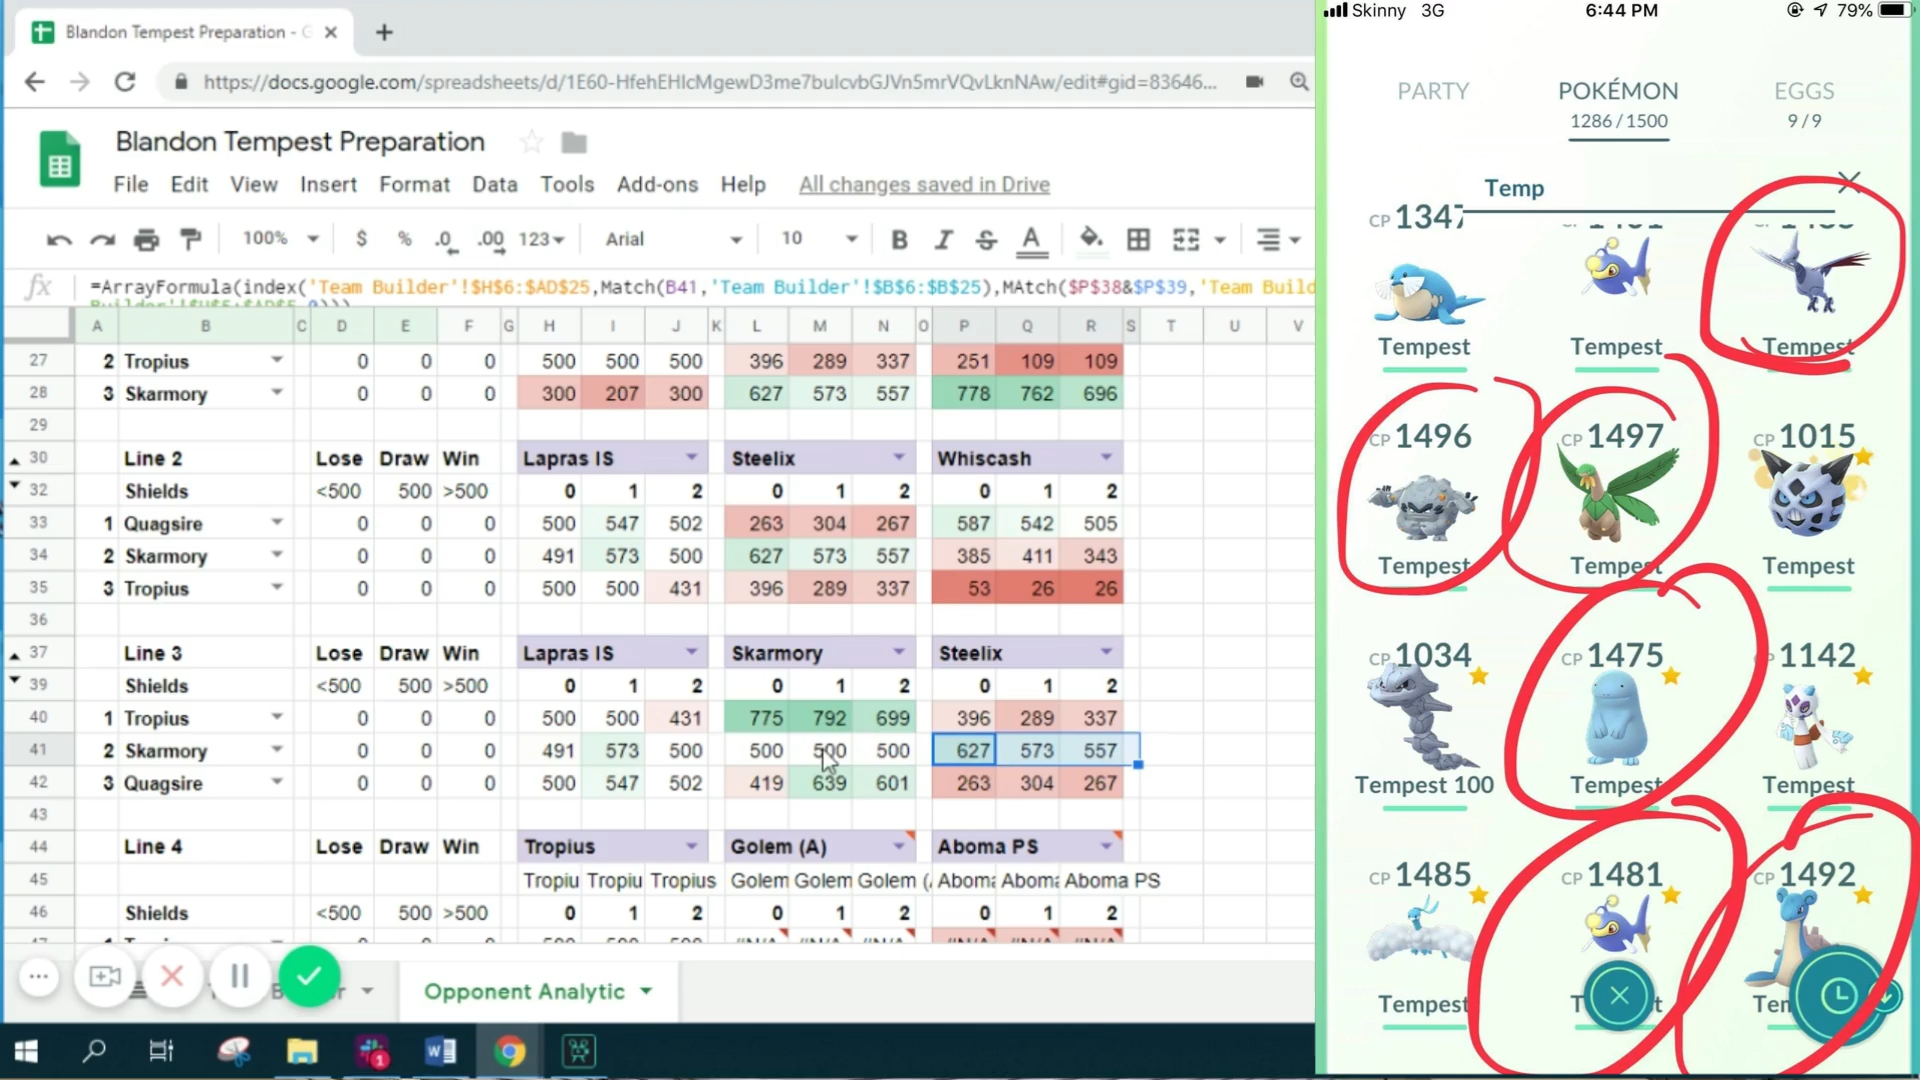 Blandon Tempest Preparation - G
https://docs.google.com/spreadsheets/d/1E60-HfehEHlcMgewD3me7bulcvbGJVn5mrVQvLknNAw/edit#gid=83646...
Blandon Tempest Preparation
File Edit View Insert Format Data Tools Add-ons Help All changes saved in Drive
100% $ % .0 .00 123 Arial 10 B I S A
fx =ArrayFormula(index('Team Builder'!$H$6:$AD$25,Match(B41,'Team Builder'!$B$6:$B$25),MAtch($P$38&$P$39,'Team Build
A B C D E F G H I J K L M N O P Q R S T U V
27 2 Tropius 0 0 0 500 500 500 396 289 337 251 109 109
28 3 Skarmory 0 0 0 300 207 300 627 573 557 778 762 696
29
30 Line 2 Lose Draw Win Lapras IS Steelix Whiscash
32 Shields <500 500 >500 0 1 2 0 1 2 0 1 2
33 1 Quagsire 0 0 0 500 547 502 263 304 267 587 542 505
34 2 Skarmory 0 0 0 491 573 500 627 573 557 385 411 343
35 3 Tropius 0 0 0 500 500 431 396 289 337 53 26 26
36
37 Line 3 Lose Draw Win Lapras IS Skarmory Steelix
39 Shields <500 500 >500 0 1 2 0 1 2 0 1 2
40 1 Tropius 0 0 0 500 500 431 775 792 699 396 289 337
41 2 Skarmory 0 0 0 491 573 500 500 500 500 627 573 557
42 3 Quagsire 0 0 0 500 547 502 419 639 601 263 304 267
43
44 Line 4 Lose Draw Win Tropius Golem (A) Aboma PS
45 Tropiu Tropiu Tropius Golem Golem Golem (A Aboma Aboma Aboma PS
46 Shields <500 500 >500 0 1 2 0 1 2 0 1 2
Opponent Analytic
1
Skinny 3G 6:44 PM 79%
PARTY POKÉMON EGGS
1286 / 1500 9 / 9
Temp
CP 1347
Tempest Tempest Tempest
CP 1496 CP 1497 CP 1015
Tempest Tempest Tempest
CP 1034 CP 1475 CP 1142
Tempest 100 Tempest Tempest
CP 1485 CP 1481 CP 1492
Tempest